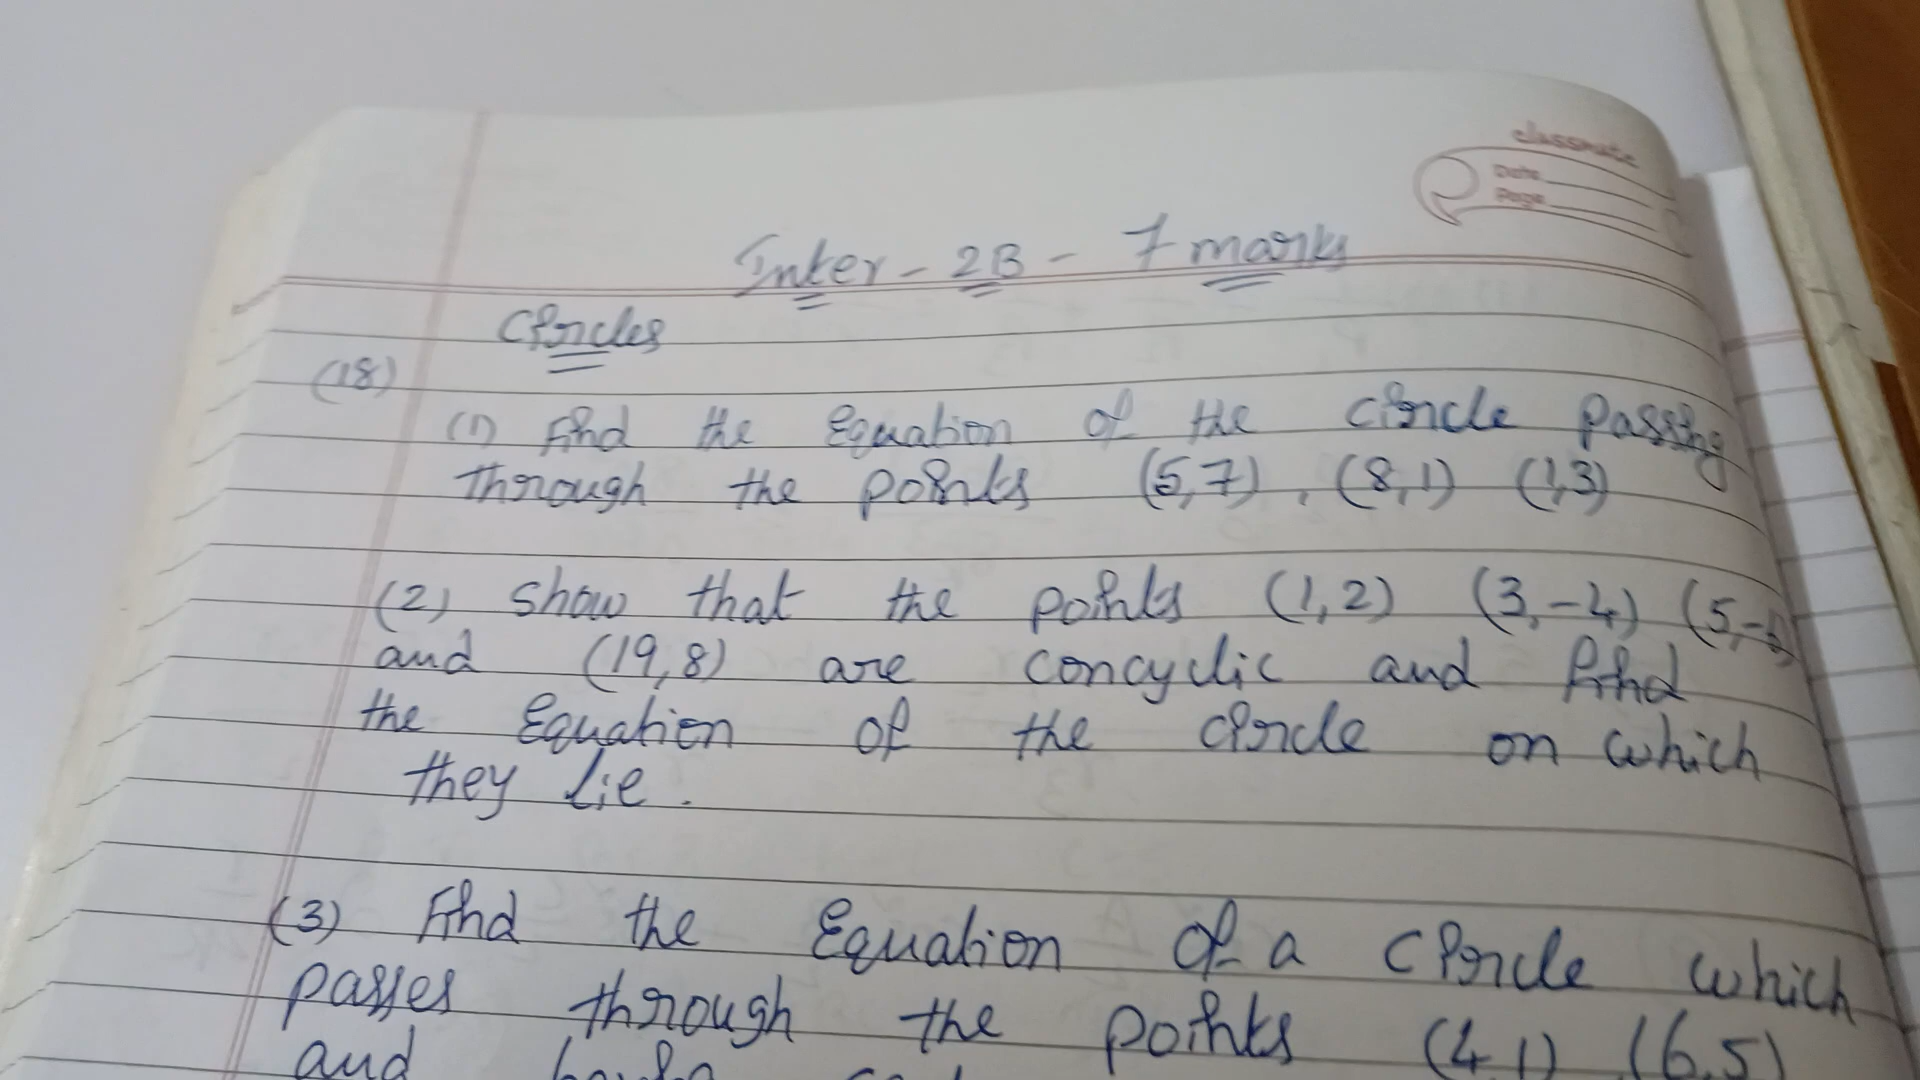 classmate
Date
Page
Inter - 2B - 7 marks
Circles
(18)
(1) Find the Equation of the circle passing
through the points (5,7), (8,1) (1,3)
(2) show that the points (1,2) (3,-4) (5,-6)
and (19,8) are concyclic and find
the Equation of the circle on which
they lie.
(3) Find the Equation of a circle which
passes through the points (4,1) (6,5)
and